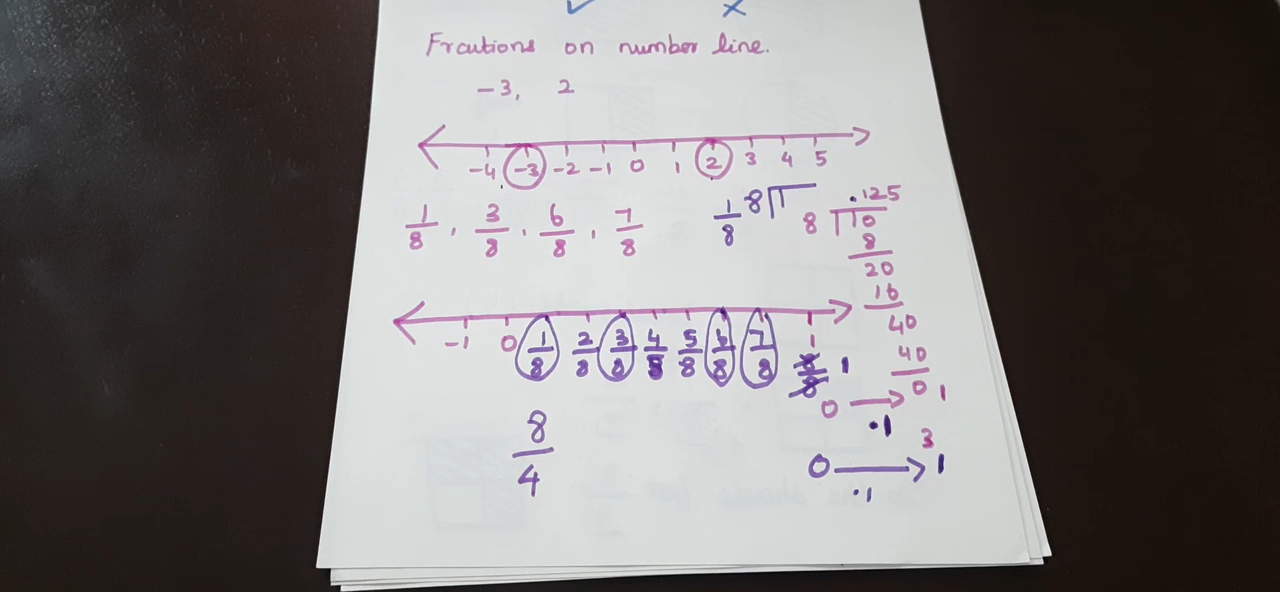 Fractions on number line.
-3, 2
-4 -3 -2 -1 0 1 2 3 4 5
1/8, 3/8, 6/8, 7/8
1/8 8 1
.125
8 10
8
20
16
40
40
0
-1 0 1/8 2/8 3/8 4/8 5/8 6/8 7/8 1
8/8 1
0 → 1
.1
3
0 → 1
.1
8/4